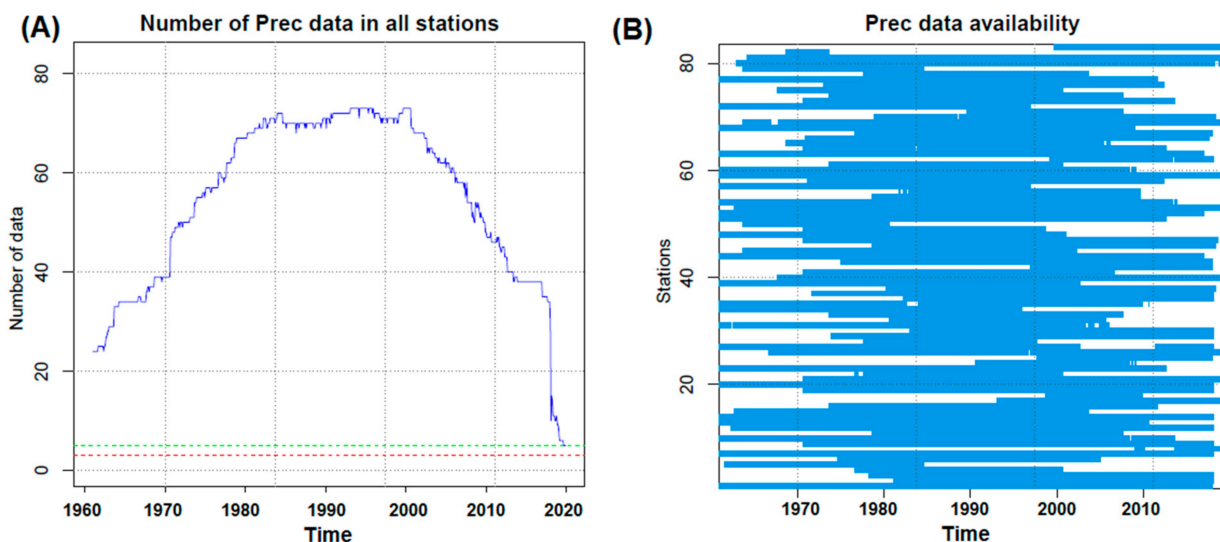 (A)
Number of Prec data in all stations
Number of data
80
60
40
20
0
1960 1970 1980 1990 2000 2010 2020
Time
(B)
Prec data availability
Stations
80
60
40
20
1970 1980 1990 2000 2010
Time